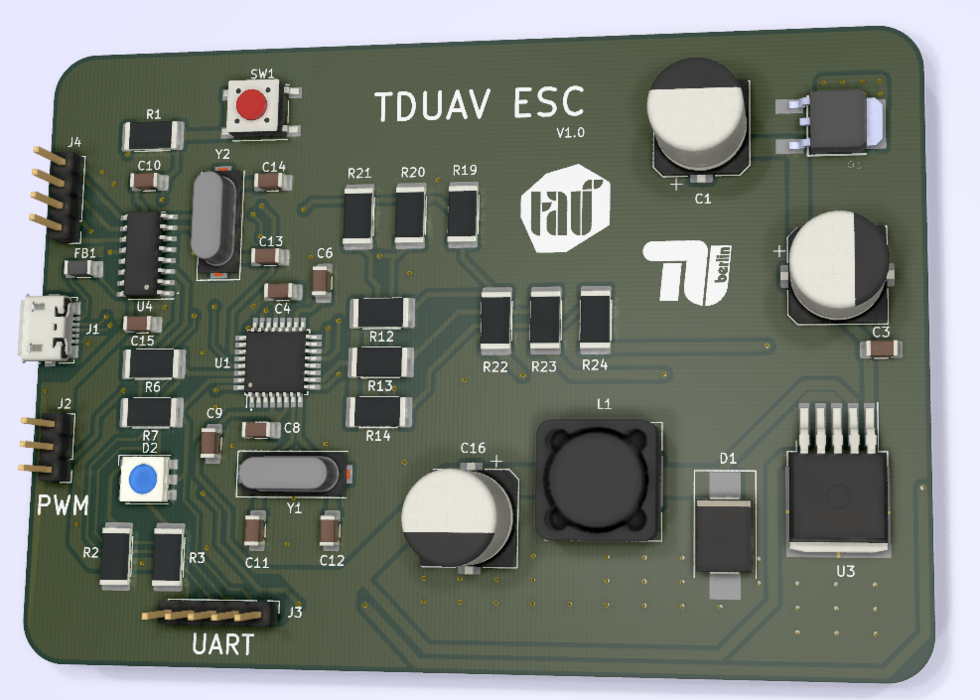 SW1
TDUAV ESC
V1.0
R1
J4
Y2
C10
C14
R21
R20
R19
C1
FB1
C13
C6
U4
C4
J1
C15
U1
R12
R6
R13
R22
R23
R24
C3
raf
berlin
J2
R7
R14
C9
C8
D2
L1
PWM
C16
D1
Y1
R2
R3
C11
C12
U3
J3
UART